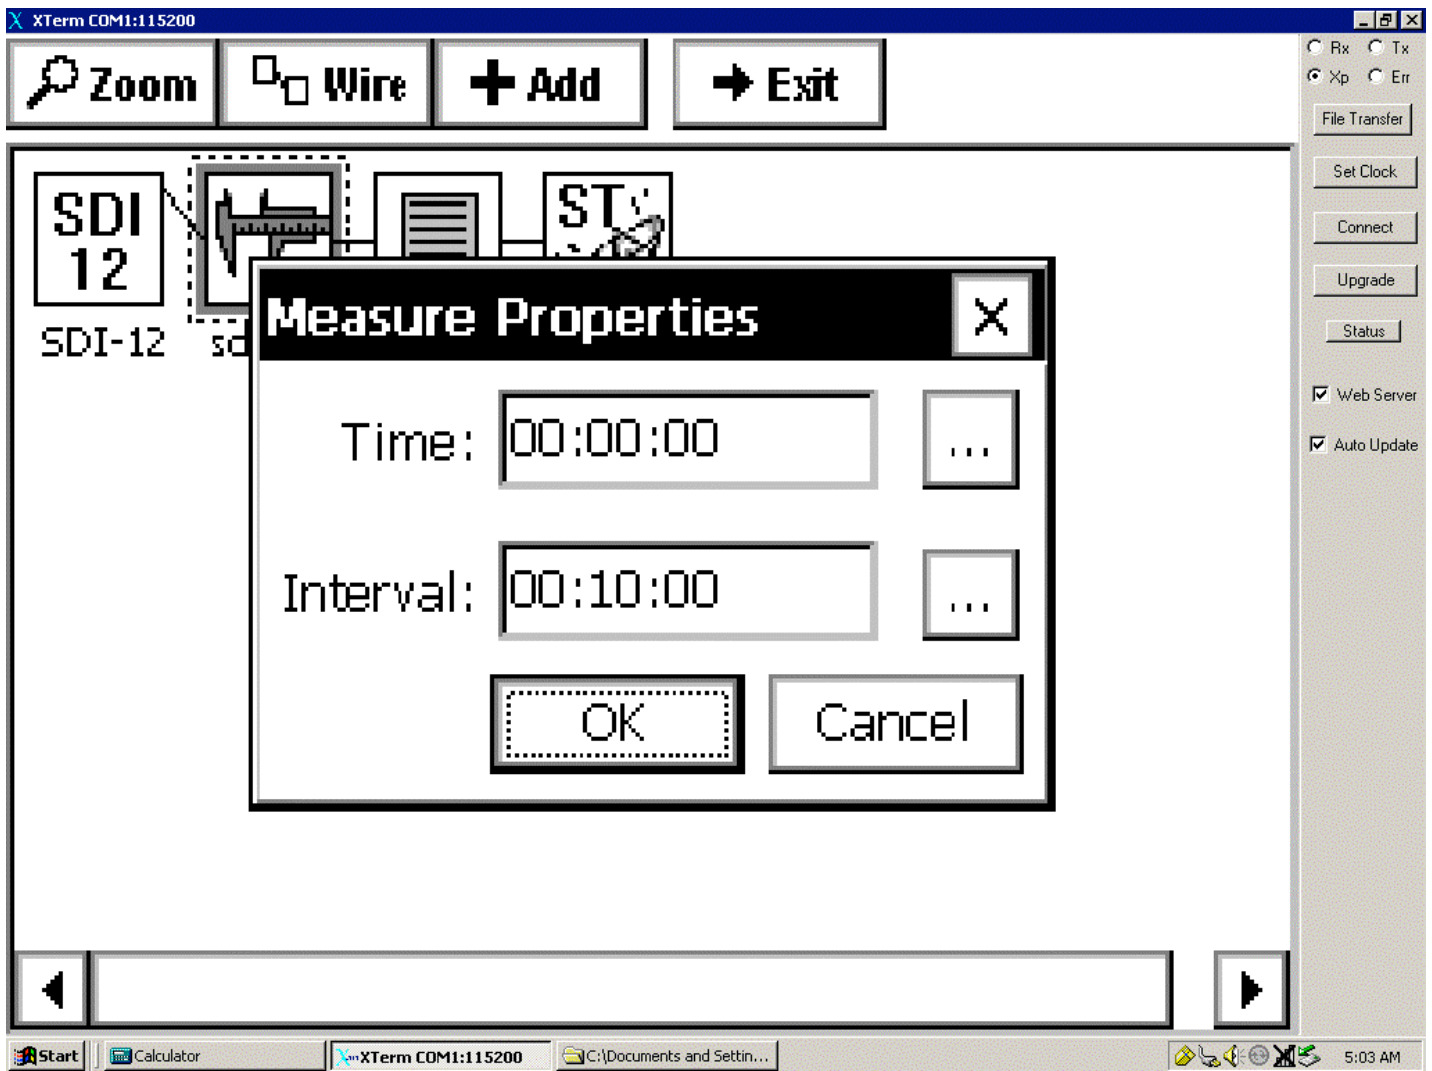 XTerm COM1:115200
Zoom
Wire
Add
Exit
Rx Tx
Xp Err
File Transfer
Set Clock
Connect
Upgrade
Status
Web Server
Auto Update
SDI
12
SDI-12
ST
Measure Properties
Time: 00:00:00 ...
Interval: 00:10:00 ...
OK Cancel
Start
Calculator
XTerm COM1:115200
C:\Documents and Settin...
5:03 AM